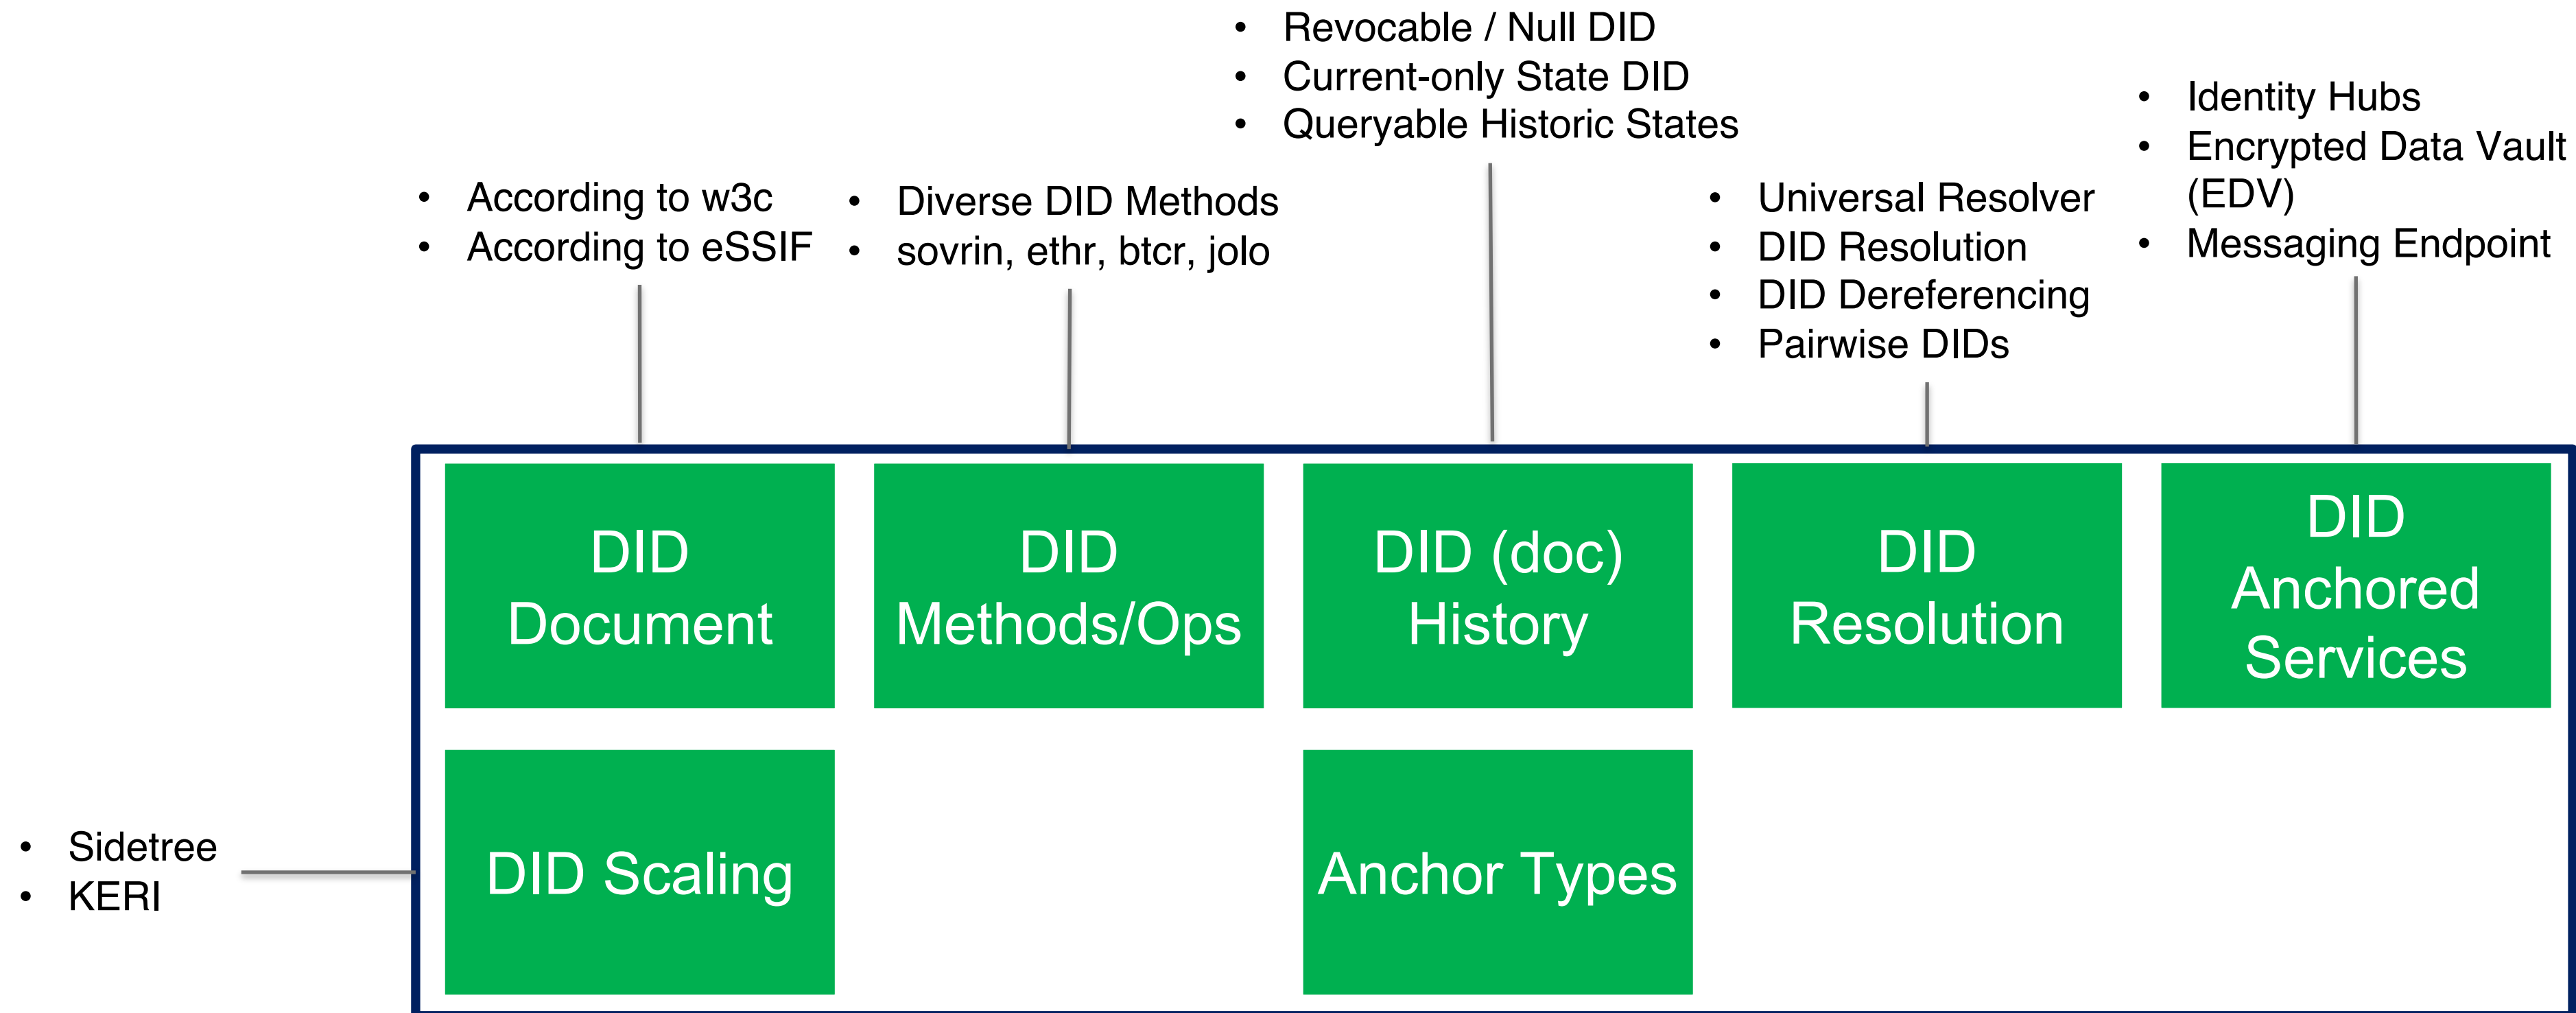 • Revocable / Null DID
• Current-only State DID
• Queryable Historic States
• Identity Hubs
• Encrypted Data Vault
(EDV)
• Messaging Endpoint
• According to w3c
• According to eSSIF
• Diverse DID Methods
• sovrin, ethr, btcr, jolo
• Universal Resolver
• DID Resolution
• DID Dereferencing
• Pairwise DIDs
DID
Document
DID
Methods/Ops
DID (doc)
History
DID
Resolution
DID
Anchored
Services
• Sidetree
• KERI
DID Scaling
Anchor Types